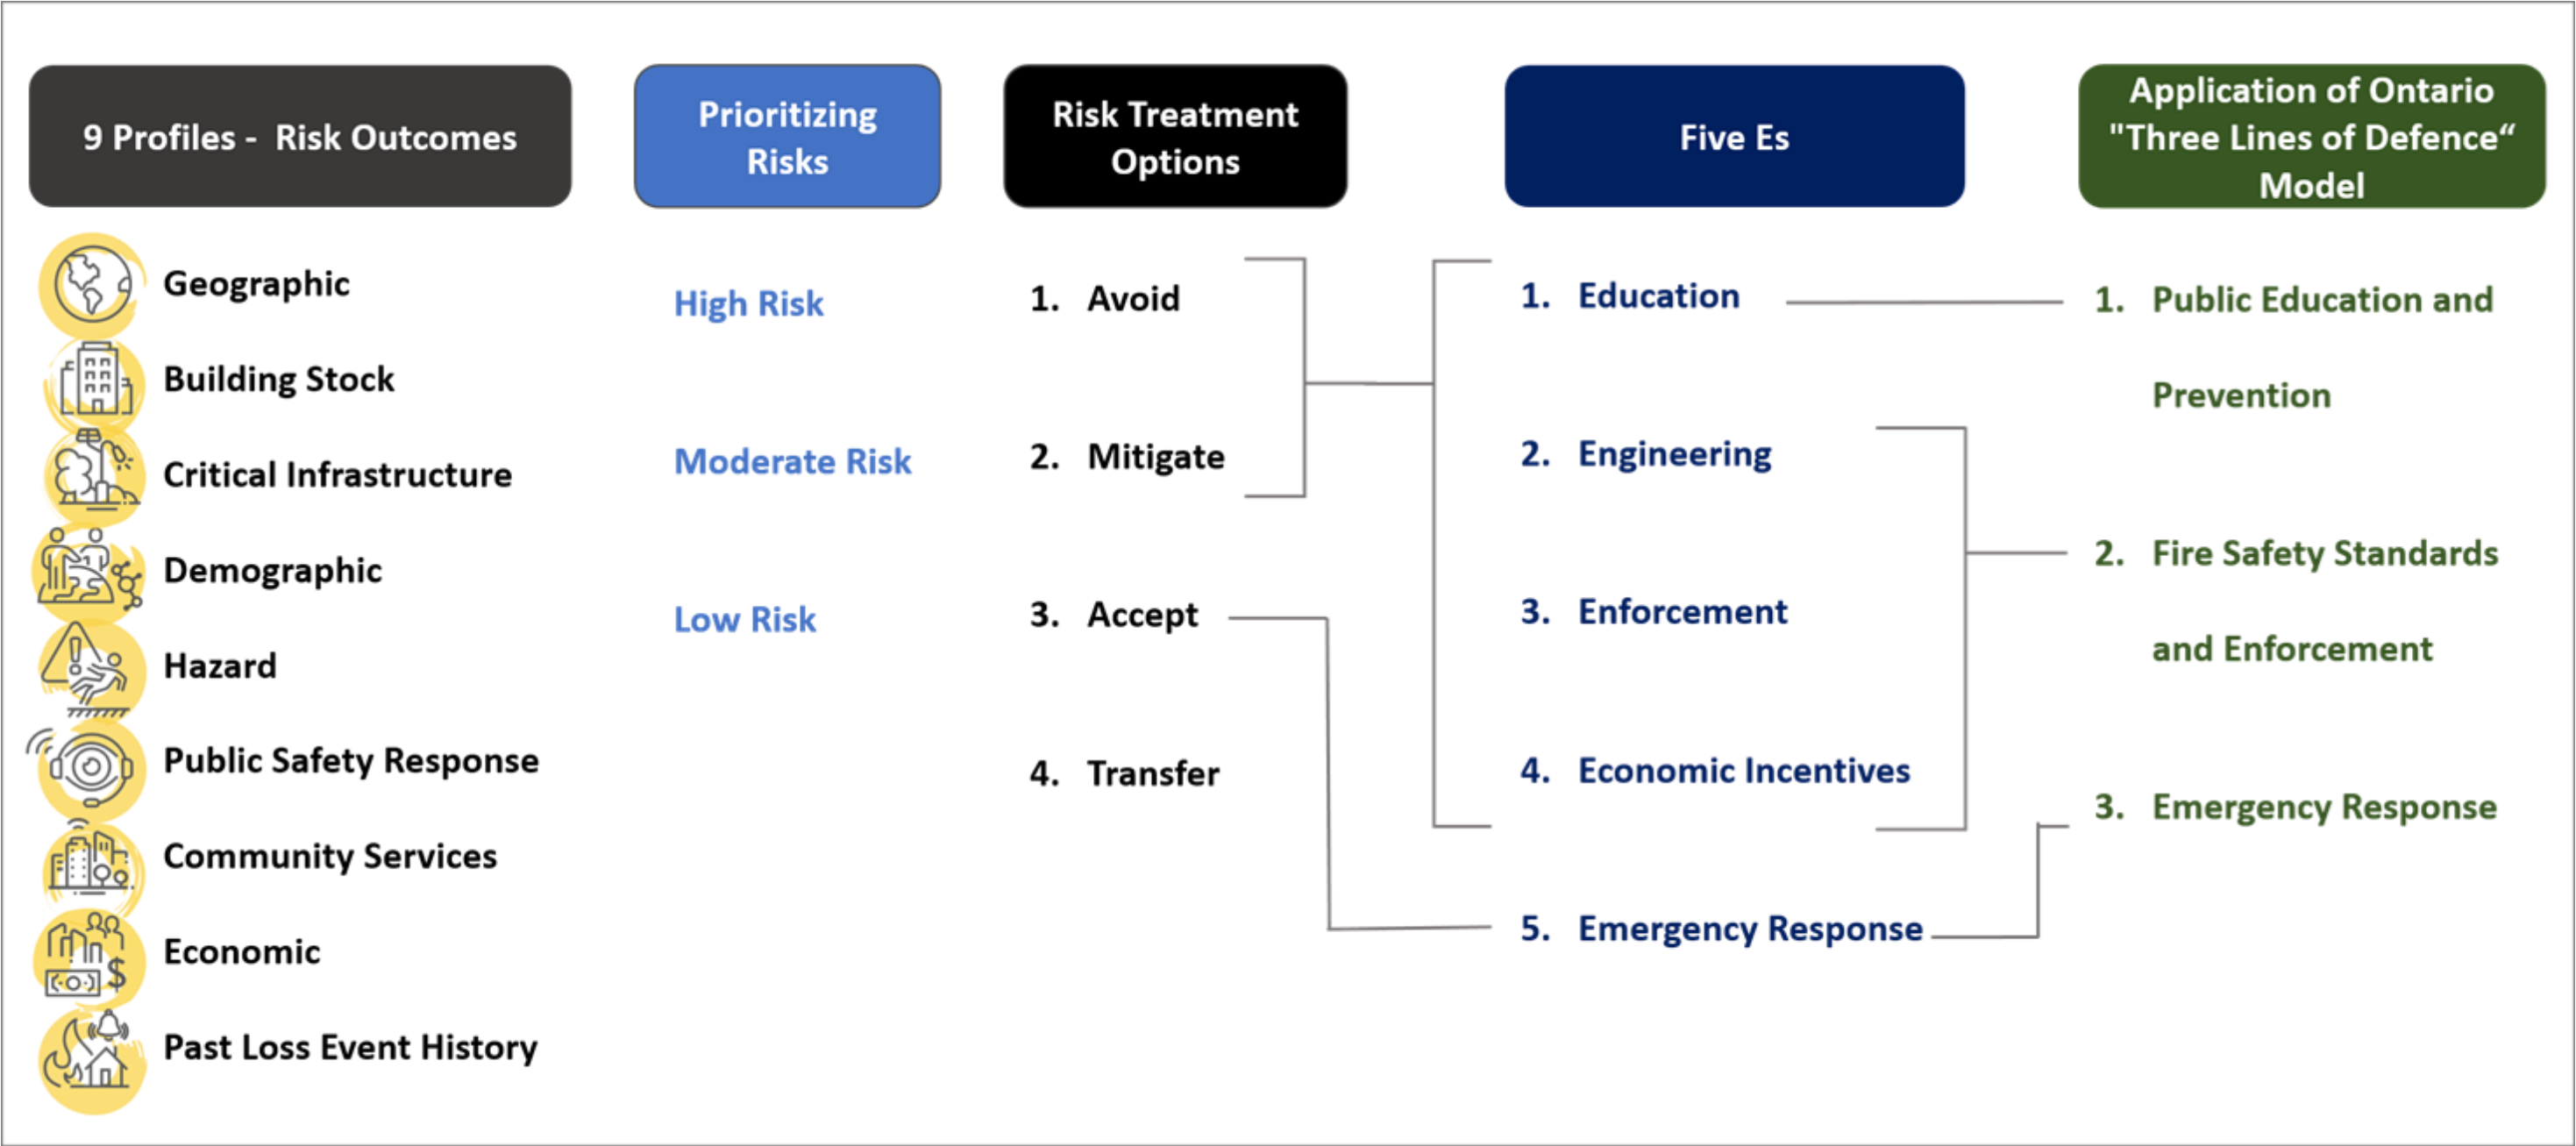 9 Profiles -  Risk Outcomes
Geographic
Building Stock
Critical Infrastructure
Demographic
Hazard
Public Safety Response
Community Services
Economic
Past Loss Event History
Prioritizing
Risks
High Risk
Moderate Risk
Low Risk
Risk Treatment
Options
1. Avoid
2. Mitigate
3. Accept
4. Transfer
Five Es
1. Education
2. Engineering
3. Enforcement
4. Economic Incentives
5. Emergency Response
Application of Ontario
"Three Lines of Defence“
Model
1. Public Education and
Prevention
2. Fire Safety Standards
and Enforcement
3. Emergency Response